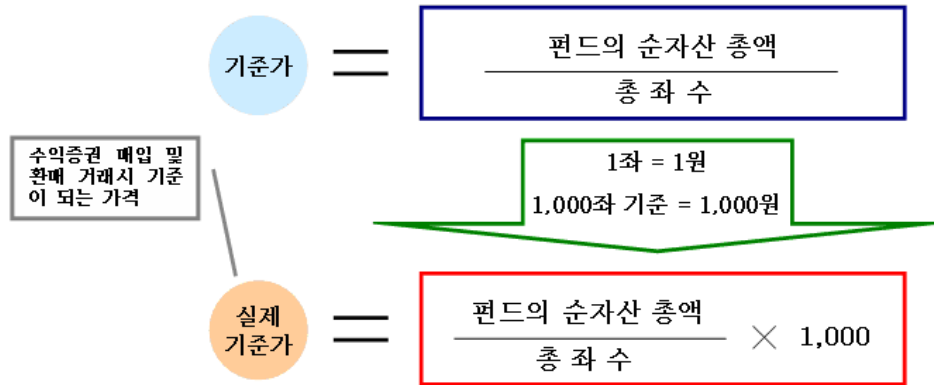 기준가 = 펀드의 순자산 총액
총 좌 수
수익증권 매입 및
환매 거래시 기준
이 되는 가격
1좌 = 1원
1,000좌 기준 = 1,000원
실제
기준가 = 펀드의 순자산 총액
총 좌 수 × 1,000